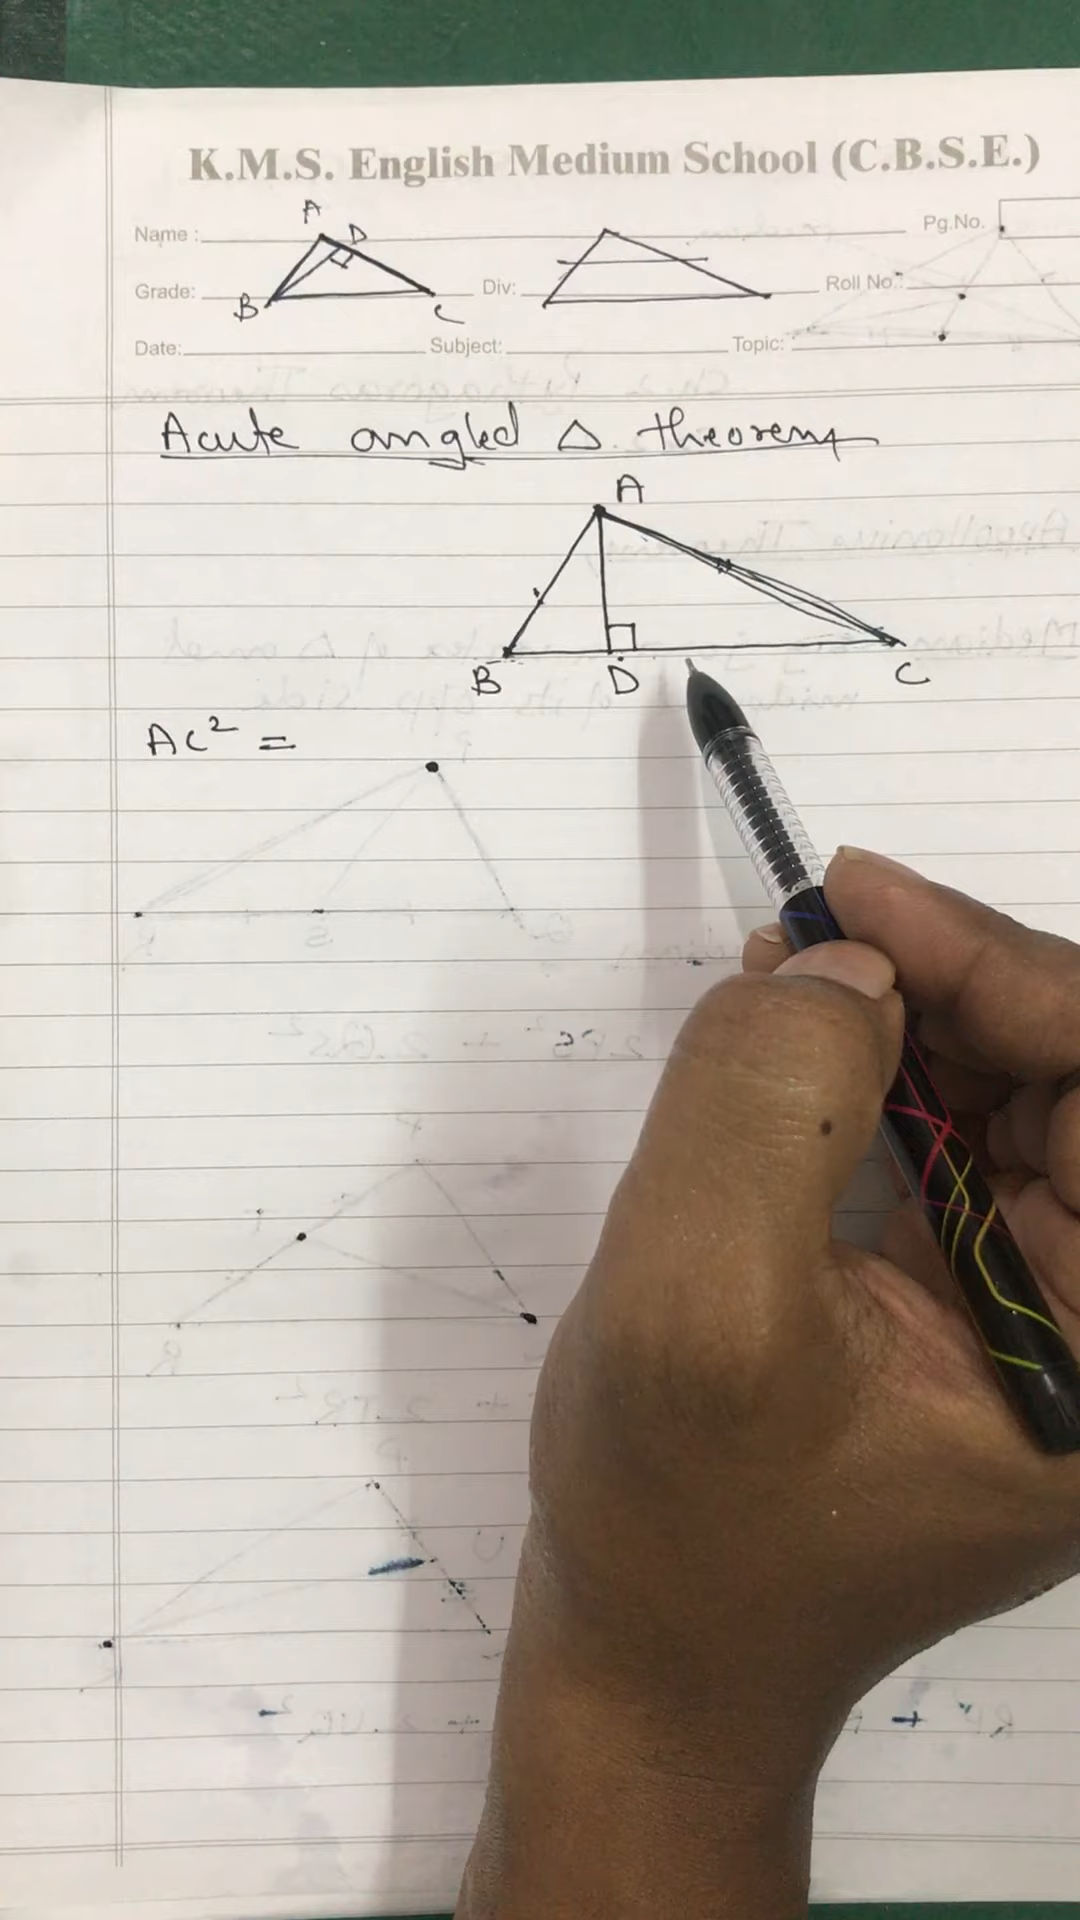 K.M.S. English Medium School (C.B.S.E.)
Name :
Pg.No.
Grade:
Div:
Roll No.:
Date:
Subject:
Topic:
A
D
B
C
Acute angled △ theorem
A
B
D
C
AC² =